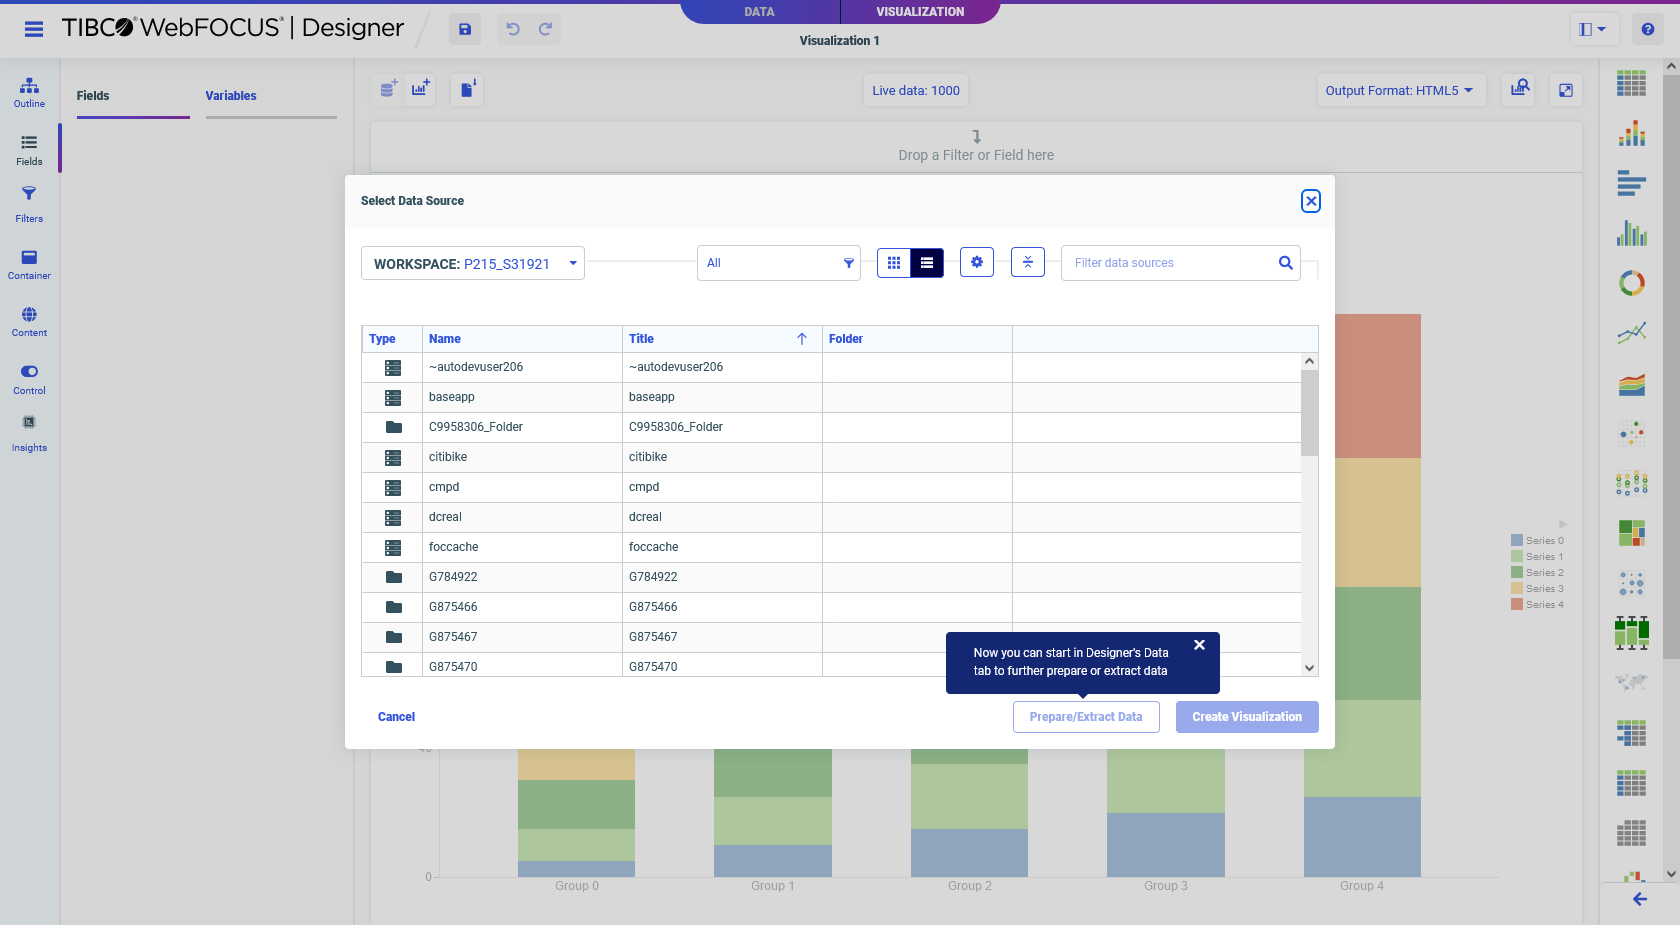 DATA
VISUALIZATION
TIBCO® WebFOCUS® | Designer
Visualization 1
Outline
Fields
Filters
Container
Content
Control
Insights
Fields
Variables
Live data: 1000
Output Format: HTML5
Drop a Filter or Field here
Select Data Source
WORKSPACE: P215_S31921
All
Filter data sources
Type Name Title Folder
~autodevuser206 ~autodevuser206
baseapp baseapp
C9958306_Folder C9958306_Folder
citibike citibike
cmpd cmpd
dcreal dcreal
foccache foccache
G784922 G784922
G875466 G875466
G875467 G875467
G875470 G875470
Now you can start in Designer's Data
tab to further prepare or extract data
Cancel
Prepare/Extract Data
Create Visualization
Series 0
Series 1
Series 2
Series 3
Series 4
40
0
Group 0 Group 1 Group 2 Group 3 Group 4